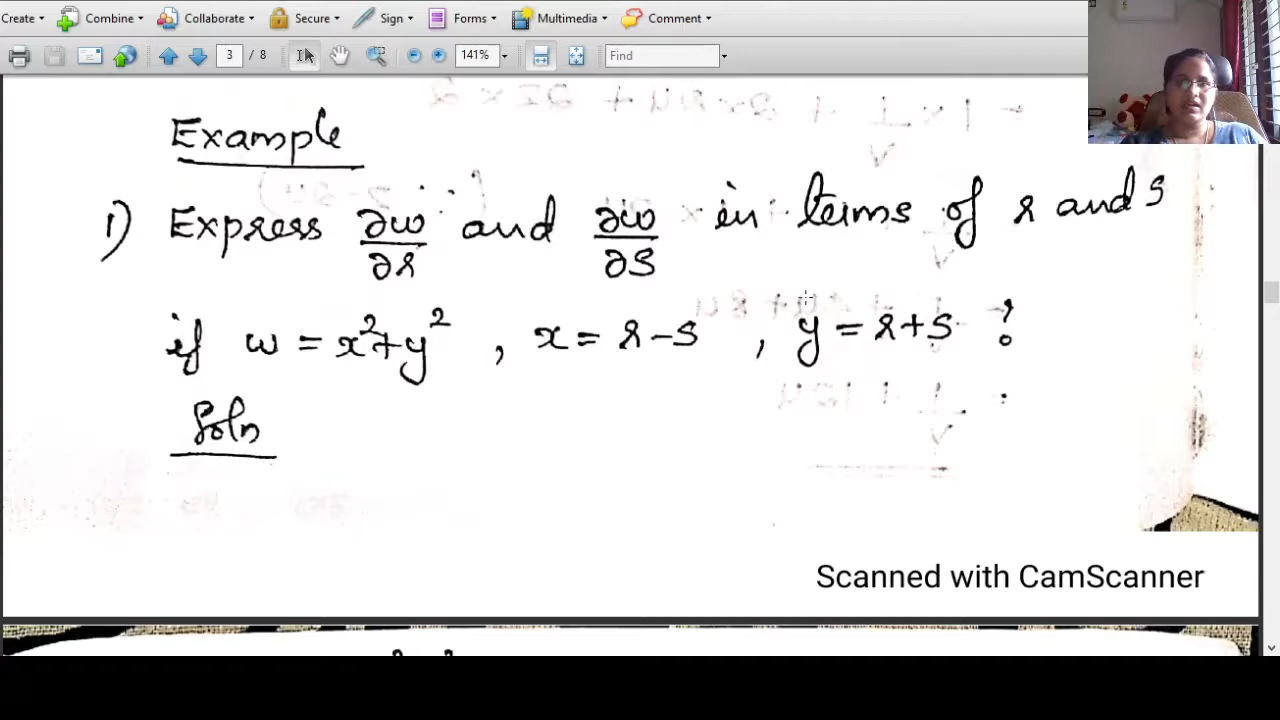 Create Combine Collaborate Secure Sign Forms Multimedia Comment
3 / 8 141% Find
Example
1) Express ∂w/∂r and ∂w/∂s in terms of r and s
if w = x²+y² , x = r-s , y = r+s ?
Soln
Scanned with CamScanner